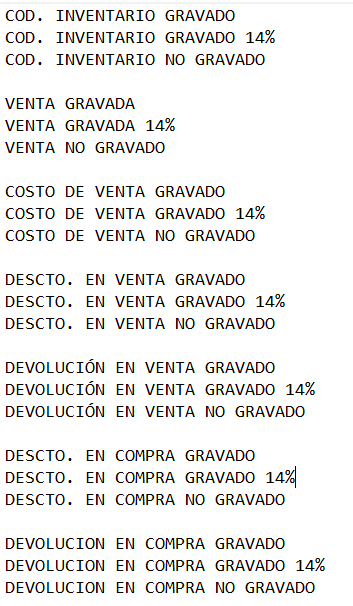 COD. INVENTARIO GRAVADO
COD. INVENTARIO GRAVADO 14%
COD. INVENTARIO NO GRAVADO
VENTA GRAVADA
VENTA GRAVADA 14%
VENTA NO GRAVADO
COSTO DE VENTA GRAVADO
COSTO DE VENTA GRAVADO 14%
COSTO DE VENTA NO GRAVADO
DESCTO. EN VENTA GRAVADO
DESCTO. EN VENTA GRAVADO 14%
DESCTO. EN VENTA NO GRAVADO
DEVOLUCIÓN EN VENTA GRAVADO
DEVOLUCIÓN EN VENTA GRAVADO 14%
DEVOLUCIÓN EN VENTA NO GRAVADO
DESCTO. EN COMPRA GRAVADO
DESCTO. EN COMPRA GRAVADO 14%
DESCTO. EN COMPRA NO GRAVADO
DEVOLUCION EN COMPRA GRAVADO
DEVOLUCION EN COMPRA GRAVADO 14%
DEVOLUCION EN COMPRA NO GRAVADO